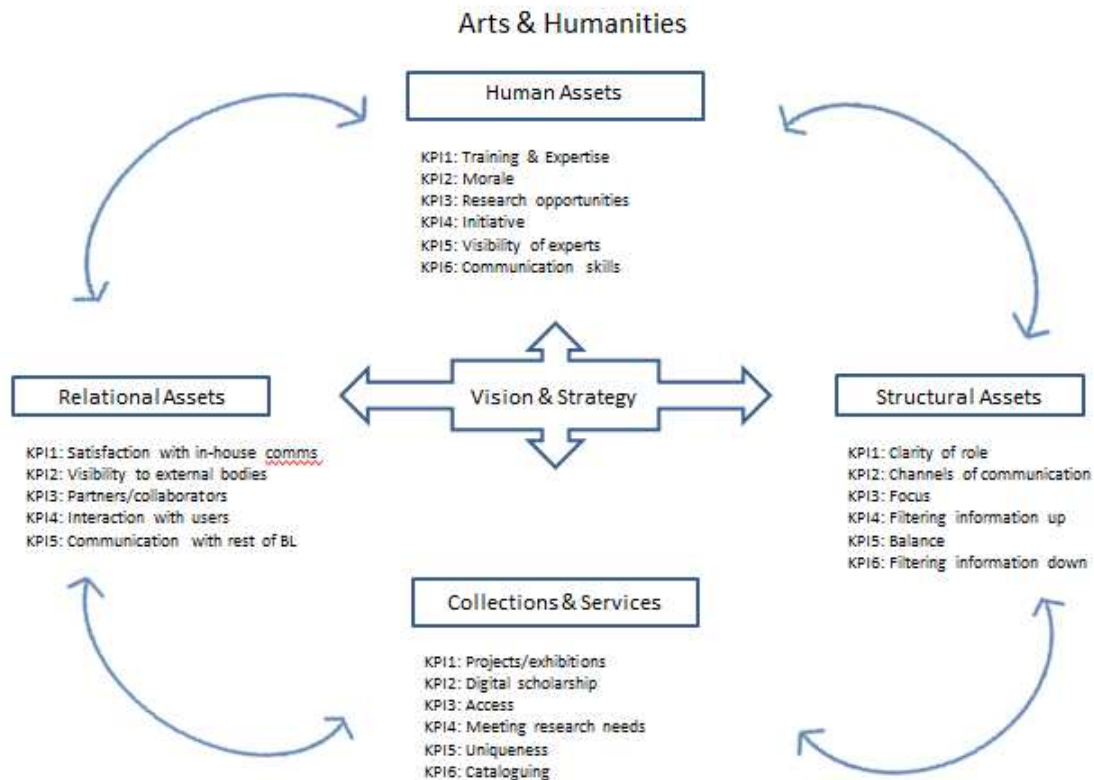 Arts & Humanities
Human Assets
KPI1: Training & Expertise
KPI2: Morale
KPI3: Research opportunities
KPI4: Initiative
KPI5: Visibility of experts
KPI6: Communication skills
Vision & Strategy
Relational Assets
KPI1: Satisfaction with in-house comms
KPI2: Visibility to external bodies
KPI3: Partners/collaborators
KPI4: Interaction with users
KPI5: Communication with rest of BL
Structural Assets
KPI1: Clarity of role
KPI2: Channels of communication
KPI3: Focus
KPI4: Filtering information up
KPI5: Balance
KPI6: Filtering information down
Collections & Services
KPI1: Projects/exhibitions
KPI2: Digital scholarship
KPI3: Access
KPI4: Meeting research needs
KPI5: Uniqueness
KPI6: Cataloguing